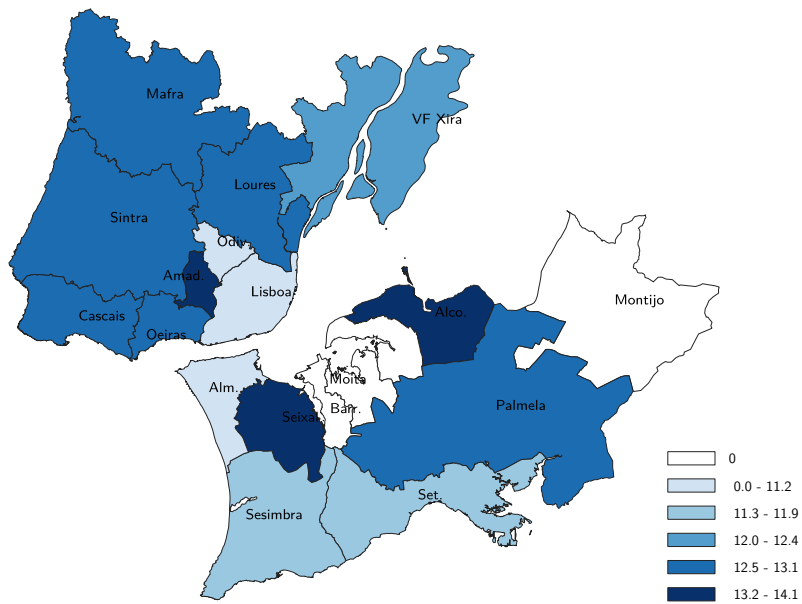 Mafra
VF Xira
Loures
Sintra
Odiv.
Amad.
Lisboa
Montijo
Cascais
Alco.
Oeiras
Moita
Alm.
Palmela
Barr.
Seixal
Set.
Sesimbra
0
0.0 - 11.2
11.3 - 11.9
12.0 - 12.4
12.5 - 13.1
13.2 - 14.1